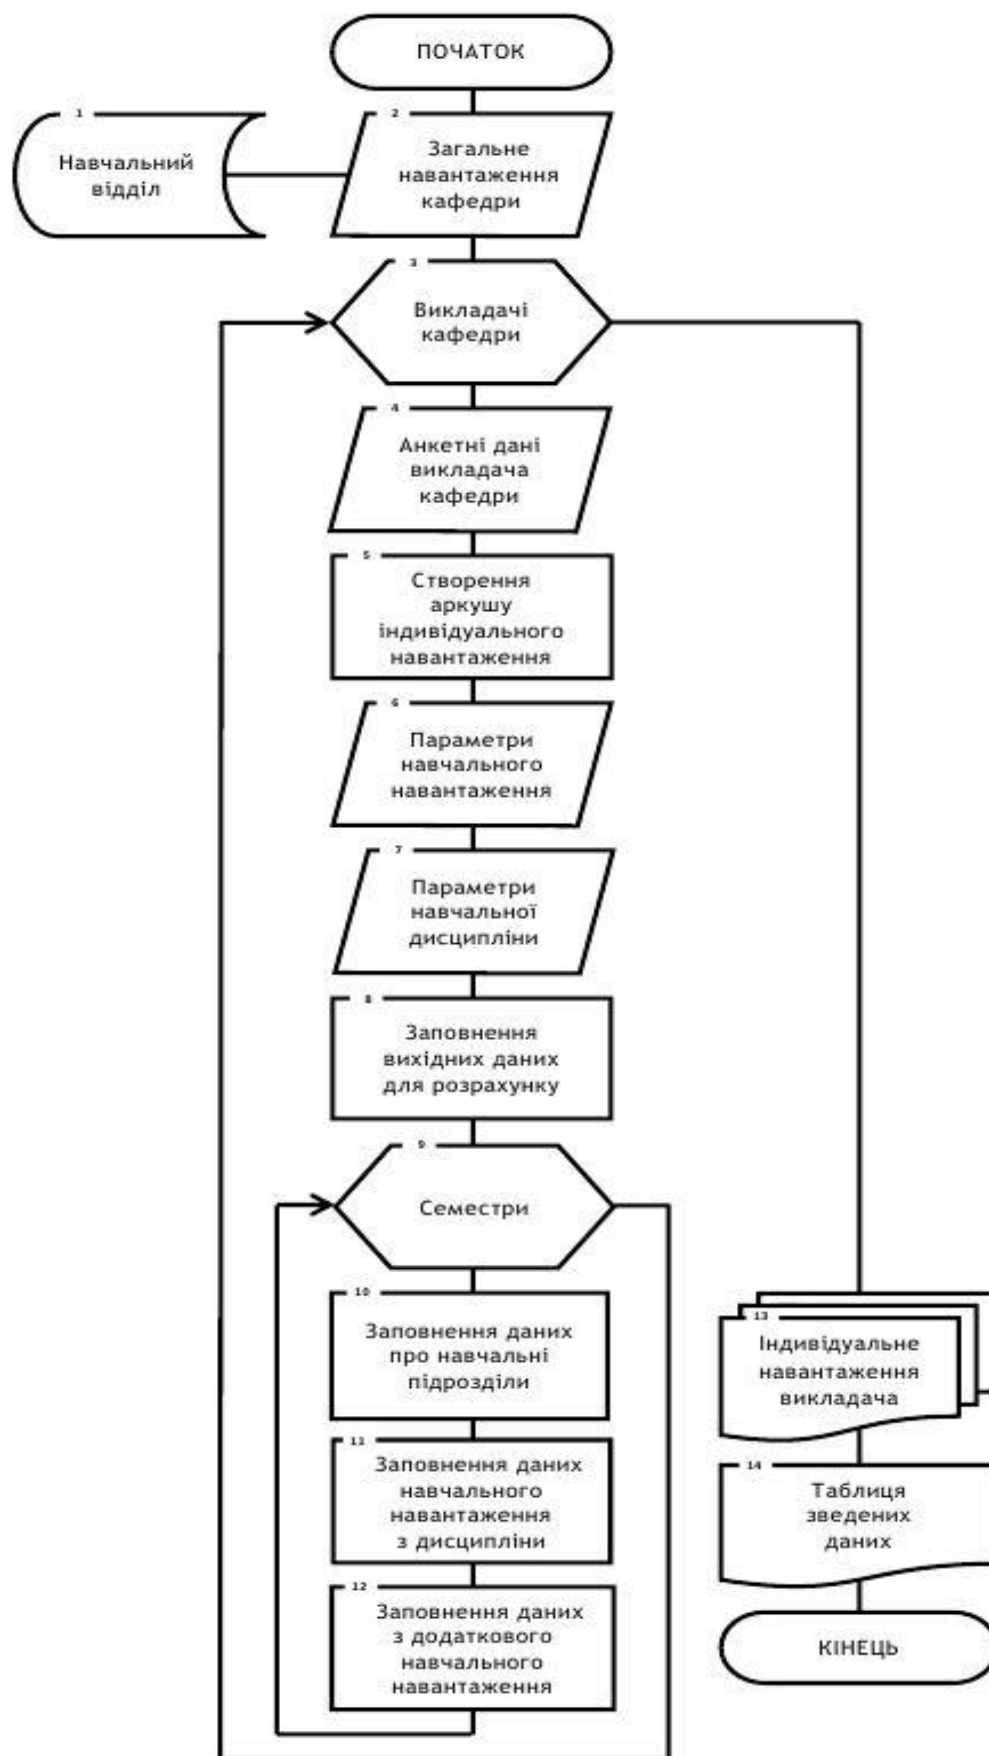 ПОЧАТОК
1
Навчальний
відділ
2
Загальне
навантаження
кафедри
3
Викладачі
кафедри
4
Анкетні дані
викладача
кафедри
5
Створення
аркушу
індивідуального
навантаження
6
Параметри
навчального
навантаження
7
Параметри
навчальної
дисципліни
8
Заповнення
вихідних даних
для розрахунку
9
Семестри
10
Заповнення даних
про навчальні
підрозділи
11
Заповнення даних
навчального
навантаження
з дисципліни
12
Заповнення даних
з додаткового
навчального
навантаження
13
Індивідуальне
навантаження
викладача
14
Таблиця
зведених
даних
КІНЕЦЬ